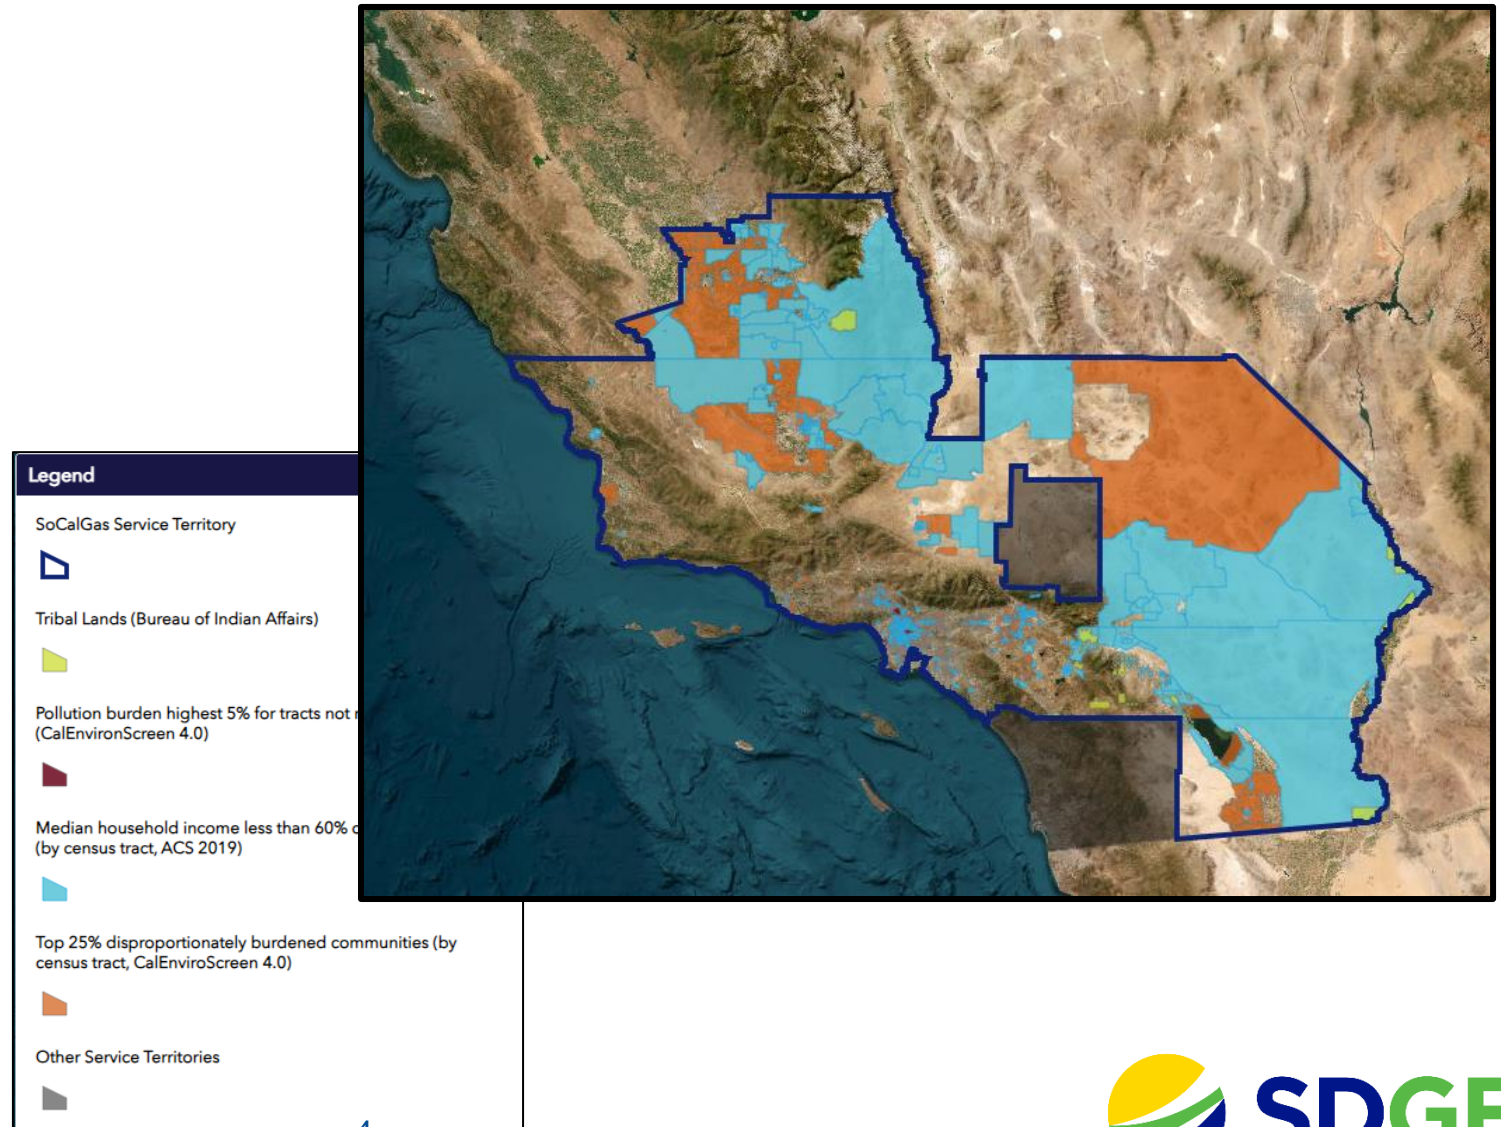 Legend
SoCalGas Service Territory
Tribal Lands (Bureau of Indian Affairs)
Pollution burden highest 5% for tracts not
(CalEnvironScreen 4.0)
Median household income less than 60%
(by census tract, ACS 2019)
Top 25% disproportionately burdened communities (by
census tract, CalEnviroScreen 4.0)
Other Service Territories
SDGE